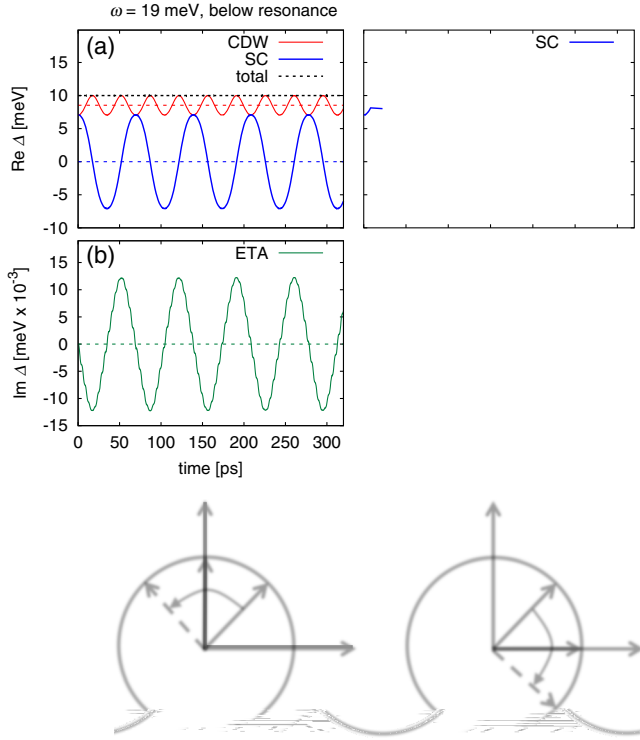 ω = 19 meV, below resonance
(a)
CDW
SC
total
SC
Re Δ [meV]
15
10
5
0
-5
-10
(b)
ETA
Im Δ [meV x 10⁻³]
15
10
5
0
-5
-10
-15
0 50 100 150 200 250 300
time [ps]